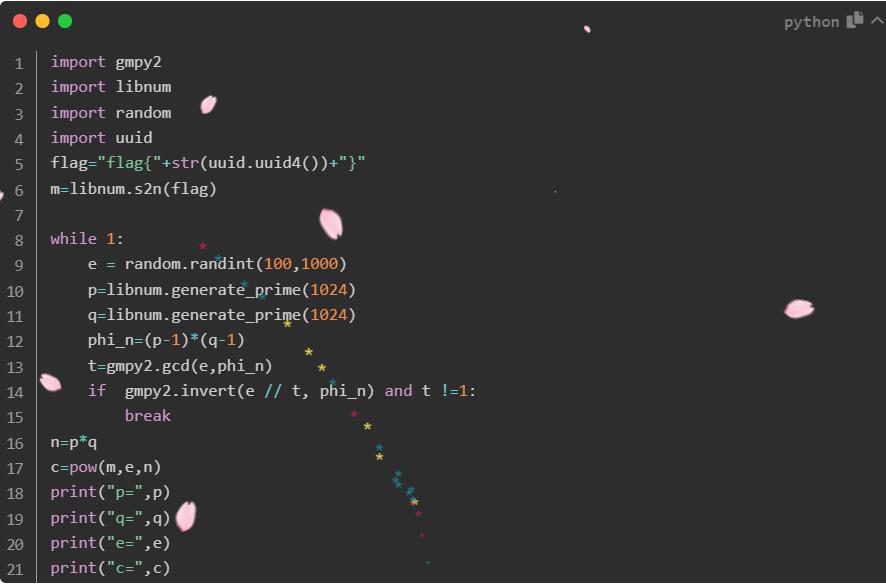 python
1 import gmpy2
2 import libnum
3 import random
4 import uuid
5 flag="flag{"+str(uuid.uuid4())+"}"
6 m=libnum.s2n(flag)
7
8 while 1:
9     e = random.randint(100,1000)
10     p=libnum.generate_prime(1024)
11     q=libnum.generate_prime(1024)
12     phi_n=(p-1)*(q-1)
13     t=gmpy2.gcd(e,phi_n)
14     if  gmpy2.invert(e // t, phi_n) and t !=1:
15         break
16 n=p*q
17 c=pow(m,e,n)
18 print("p=",p)
19 print("q=",q)
20 print("e=",e)
21 print("c=",c)